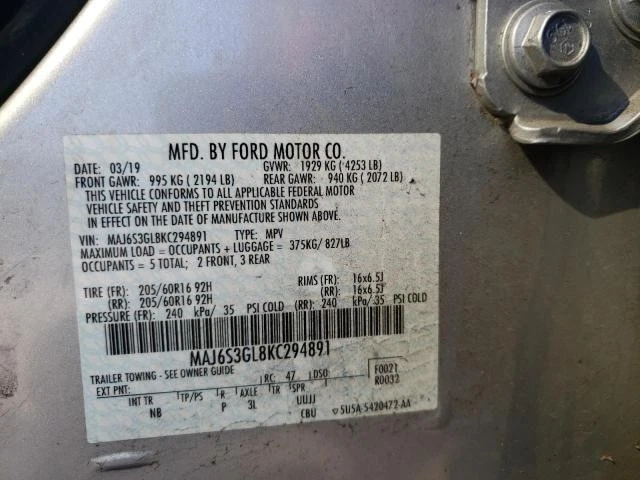 MFD. BY FORD MOTOR CO.
DATE: 03/19 GVWR: 1929 KG ( 4253 LB)
FRONT GAWR: 995 KG ( 2194 LB) REAR GAWR: 940 KG ( 2072 LB)
THIS VEHICLE CONFORMS TO ALL APPLICABLE FEDERAL MOTOR
VEHICLE SAFETY AND THEFT PREVENTION STANDARDS
IN EFFECT ON THE DATE OF MANUFACTURE SHOWN ABOVE.
VIN: MAJ6S3GL8KC294891 TYPE: MPV
MAXIMUM LOAD = OCCUPANTS + LUGGAGE = 375KG/ 827LB
OCCUPANTS = 5 TOTAL; 2 FRONT, 3 REAR
TIRE (FR): 205/60R16 92H RIMS (FR): 16x6.5J
(RR): 205/60R16 92H (RR): 16x6.5J
PRESSURE (FR): 240 kPa/ 35 PSI COLD (RR): 240 kPa/ 35 PSI COLD
MAJ6S3GL8KC294891
TRAILER TOWING - SEE OWNER GUIDE F0021
EXT PNT: RC: 47 DSO: R0032
INT TR TP/PS R AXLE TR SPR
NB P 3L UUJJ
CBU 5U5A-5420472-AA